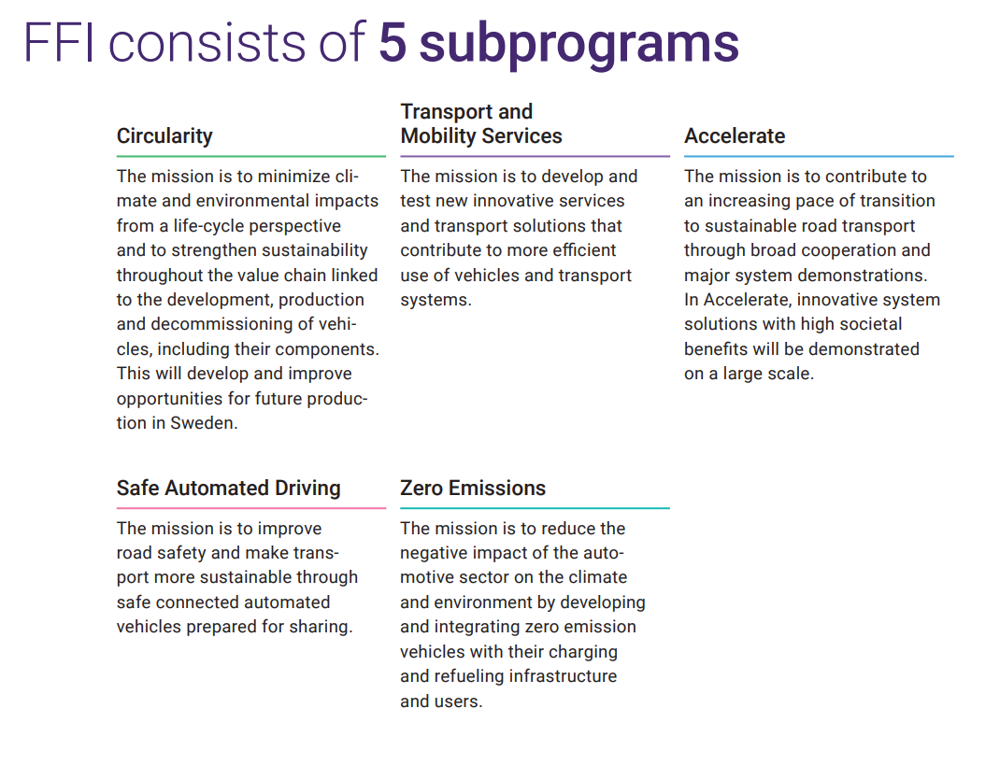 FFI consists of 5 subprograms
Circularity
The mission is to minimize cli-
mate and environmental impacts
from a life-cycle perspective
and to strengthen sustainability
throughout the value chain linked
to the development, production
and decommissioning of vehi-
cles, including their components.
This will develop and improve
opportunities for future produc-
tion in Sweden.
Transport and
Mobility Services
The mission is to develop and
test new innovative services
and transport solutions that
contribute to more efficient
use of vehicles and transport
systems.
Accelerate
The mission is to contribute to
an increasing pace of transition
to sustainable road transport
through broad cooperation and
major system demonstrations.
In Accelerate, innovative system
solutions with high societal
benefits will be demonstrated
on a large scale.
Safe Automated Driving
The mission is to improve
road safety and make trans-
port more sustainable through
safe connected automated
vehicles prepared for sharing.
Zero Emissions
The mission is to reduce the
negative impact of the auto-
motive sector on the climate
and environment by developing
and integrating zero emission
vehicles with their charging
and refueling infrastructure
and users.